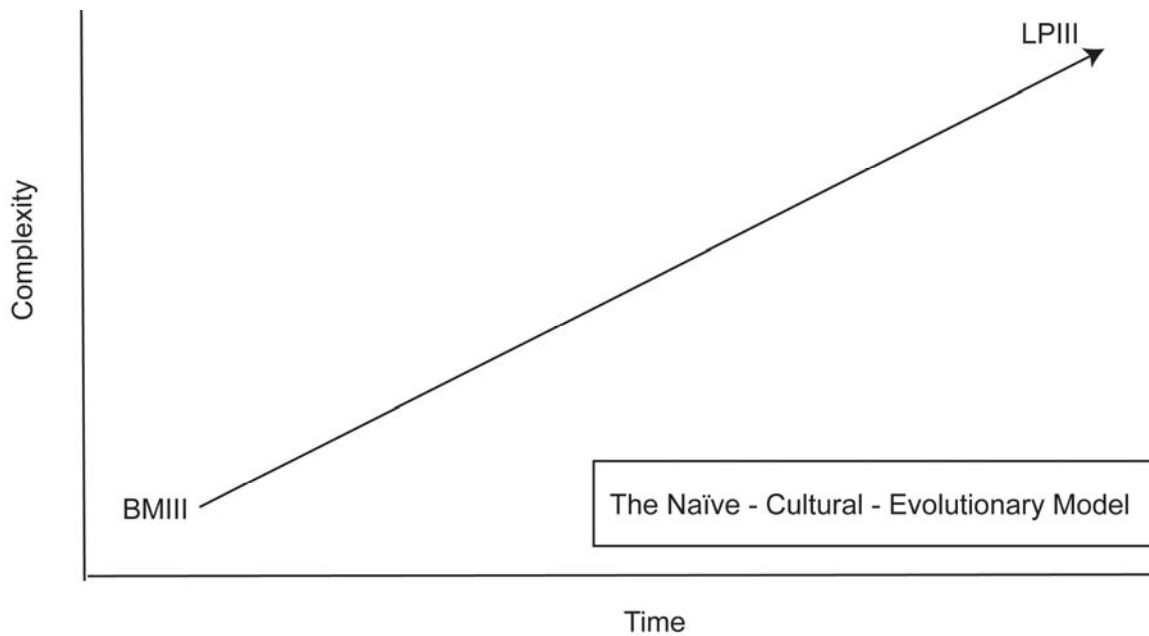 LPIII
Complexity
BMIII
The Naïve - Cultural - Evolutionary Model
Time